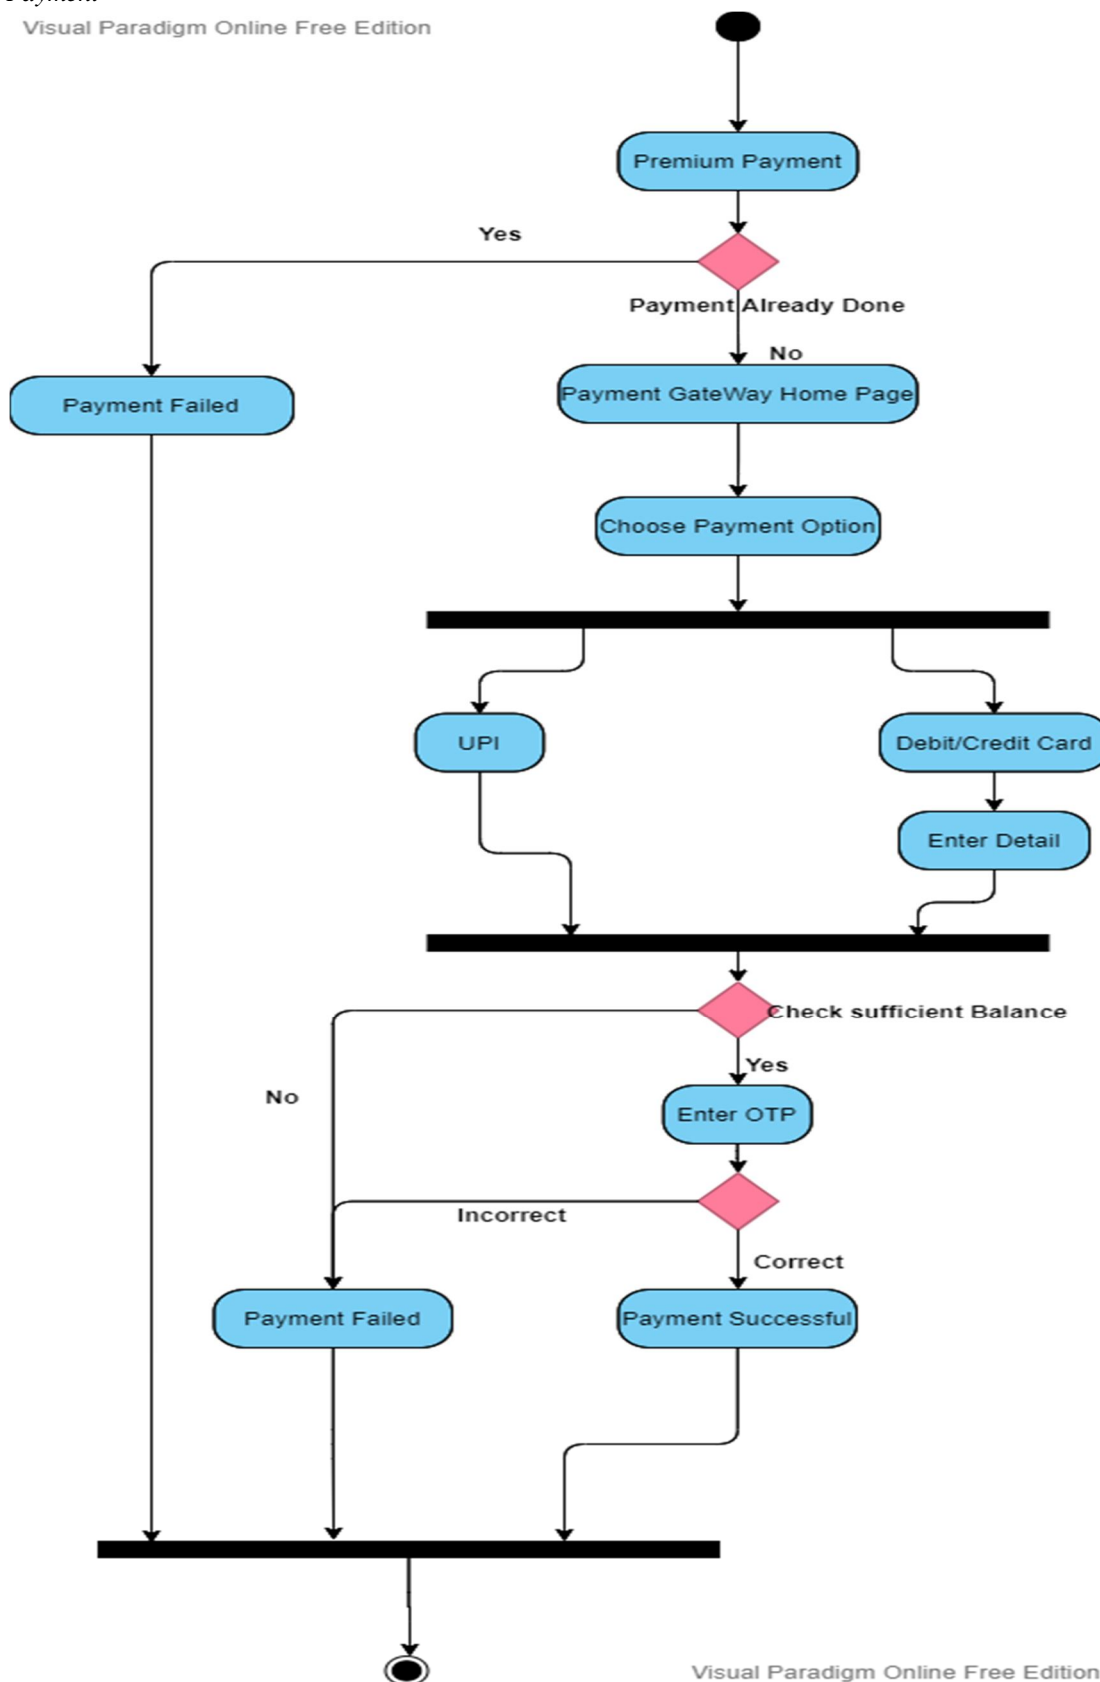 Payment
Visual Paradigm Online Free Edition
Premium Payment
Yes
Payment Already Done
No
Payment Failed
Payment GateWay Home Page
Choose Payment Option
UPI
Debit/Credit Card
Enter Detail
Check sufficient Balance
Yes
No
Enter OTP
Incorrect
Correct
Payment Failed
Payment Successful
Visual Paradigm Online Free Edition